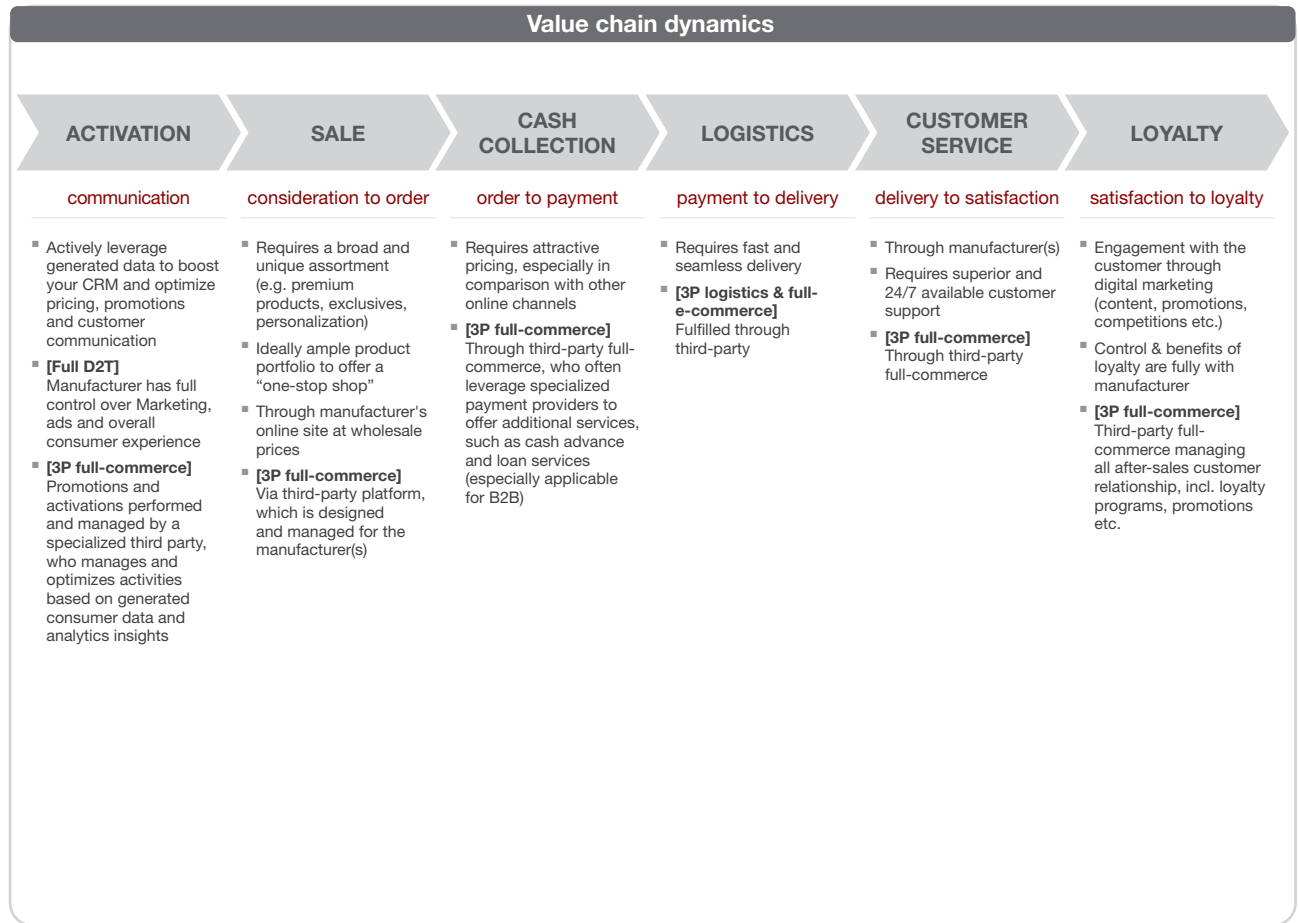 Value chain dynamics
ACTIVATION
communication
▪ Actively leverage
generated data to boost
your CRM and optimize
pricing, promotions
and customer
communication
▪ [Full D2T]
Manufacturer has full
control over Marketing,
ads and overall
consumer experience
▪ [3P full-commerce]
Promotions and
activations performed
and managed by a
specialized third party,
who manages and
optimizes activities
based on generated
consumer data and
analytics insights
SALE
consideration to order
▪ Requires a broad and
unique assortment
(e.g. premium
products, exclusives,
personalization)
▪ Ideally ample product
portfolio to offer a
“one-stop shop”
▪ Through manufacturer's
online site at wholesale
prices
▪ [3P full-commerce]
Via third-party platform,
which is designed
and managed for the
manufacturer(s)
CASH
COLLECTION
order to payment
▪ Requires attractive
pricing, especially in
comparison with other
online channels
▪ [3P full-commerce]
Through third-party full-
commerce, who often
leverage specialized
payment providers to
offer additional services,
such as cash advance
and loan services
(especially applicable
for B2B)
LOGISTICS
payment to delivery
▪ Requires fast and
seamless delivery
▪ [3P logistics & full-
e-commerce]
Fulfilled through
third-party
CUSTOMER
SERVICE
delivery to satisfaction
▪ Through manufacturer(s)
▪ Requires superior and
24/7 available customer
support
▪ [3P full-commerce]
Through third-party
full-commerce
LOYALTY
satisfaction to loyalty
▪ Engagement with the
customer through
digital marketing
(content, promotions,
competitions etc.)
▪ Control & benefits of
loyalty are fully with
manufacturer
▪ [3P full-commerce]
Third-party full-
commerce managing
all after-sales customer
relationship, incl. loyalty
programs, promotions
etc.